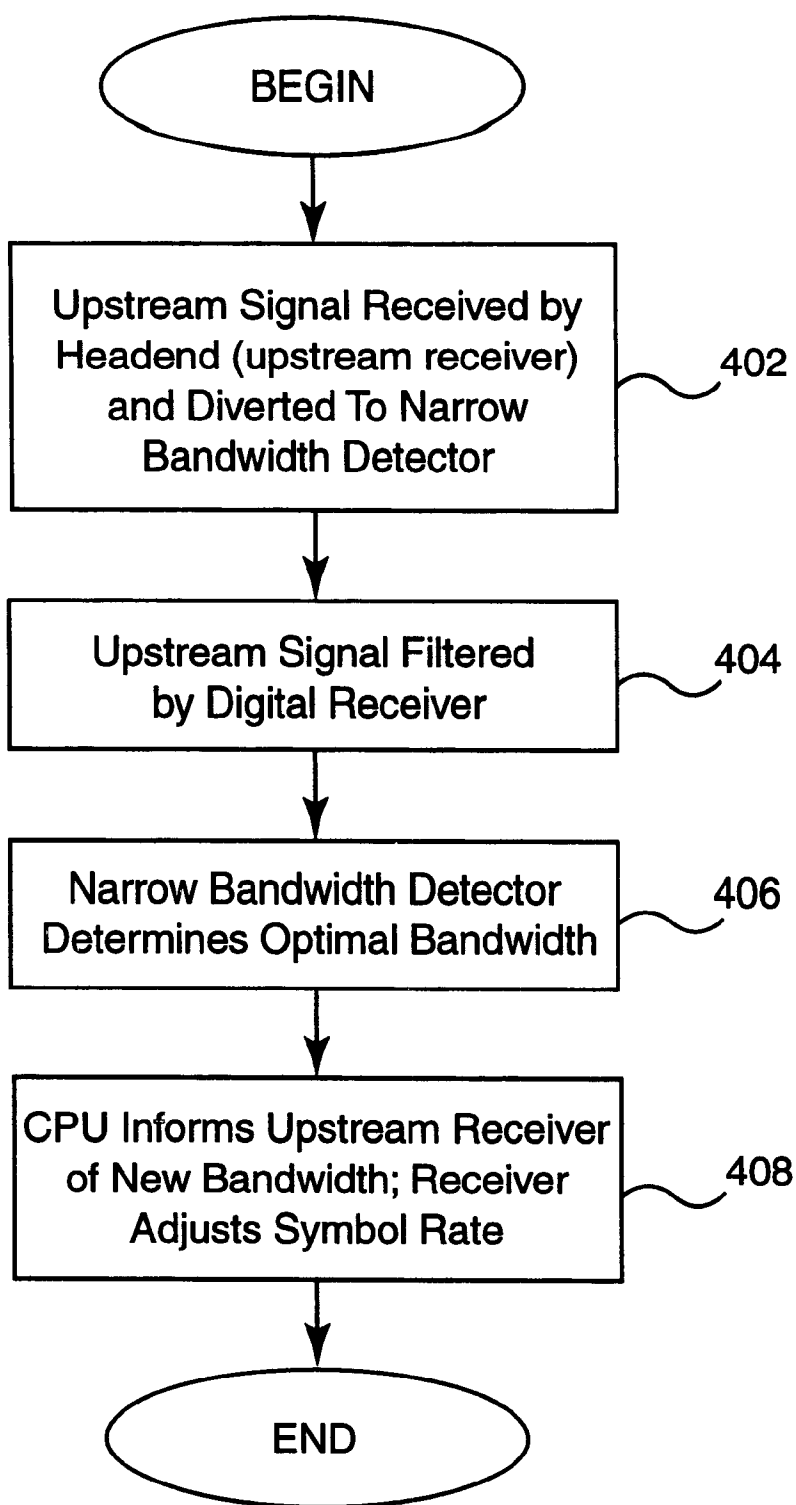 BEGIN
Upstream Signal Received by
Headend (upstream receiver)
and Diverted To Narrow
Bandwidth Detector
402
Upstream Signal Filtered
by Digital Receiver
404
Narrow Bandwidth Detector
Determines Optimal Bandwidth
406
CPU Informs Upstream Receiver
of New Bandwidth; Receiver
Adjusts Symbol Rate
408
END